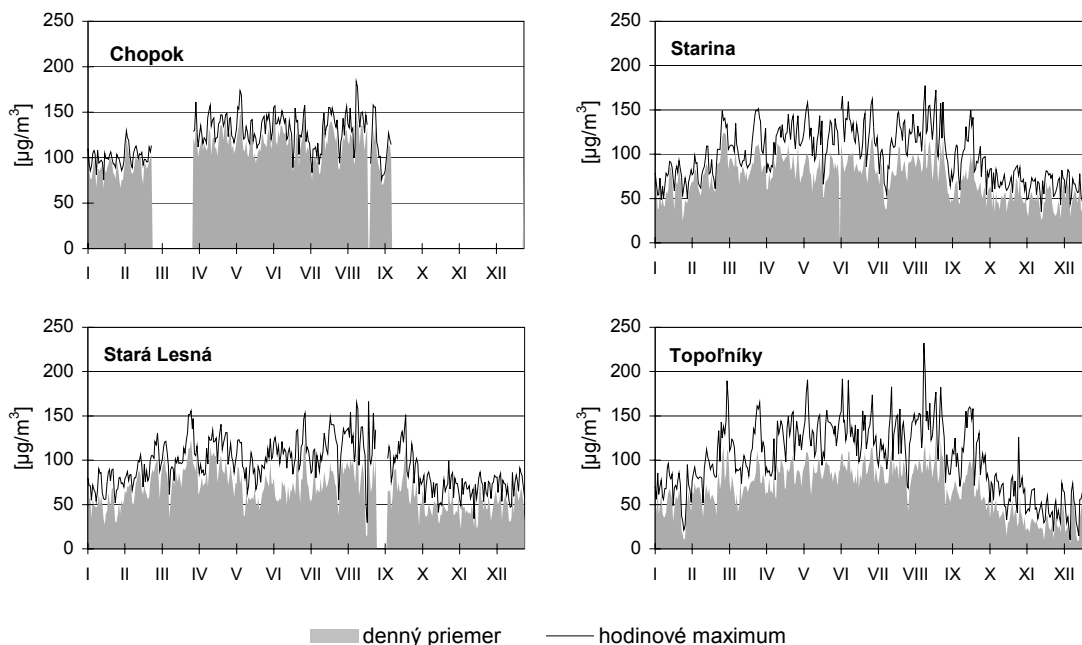 Chopok
[µg/m³]
250
200
150
100
50
0
I II III IV V VI VII VIII IX X XI XII
Starina
[µg/m³]
250
200
150
100
50
0
I II III IV V VI VII VIII IX X XI XII
Stará Lesná
[µg/m³]
250
200
150
100
50
0
I II III IV V VI VII VIII IX X XI XII
Topoľníky
[µg/m³]
250
200
150
100
50
0
I II III IV V VI VII VIII IX X XI XII
denný priemer hodinové maximum